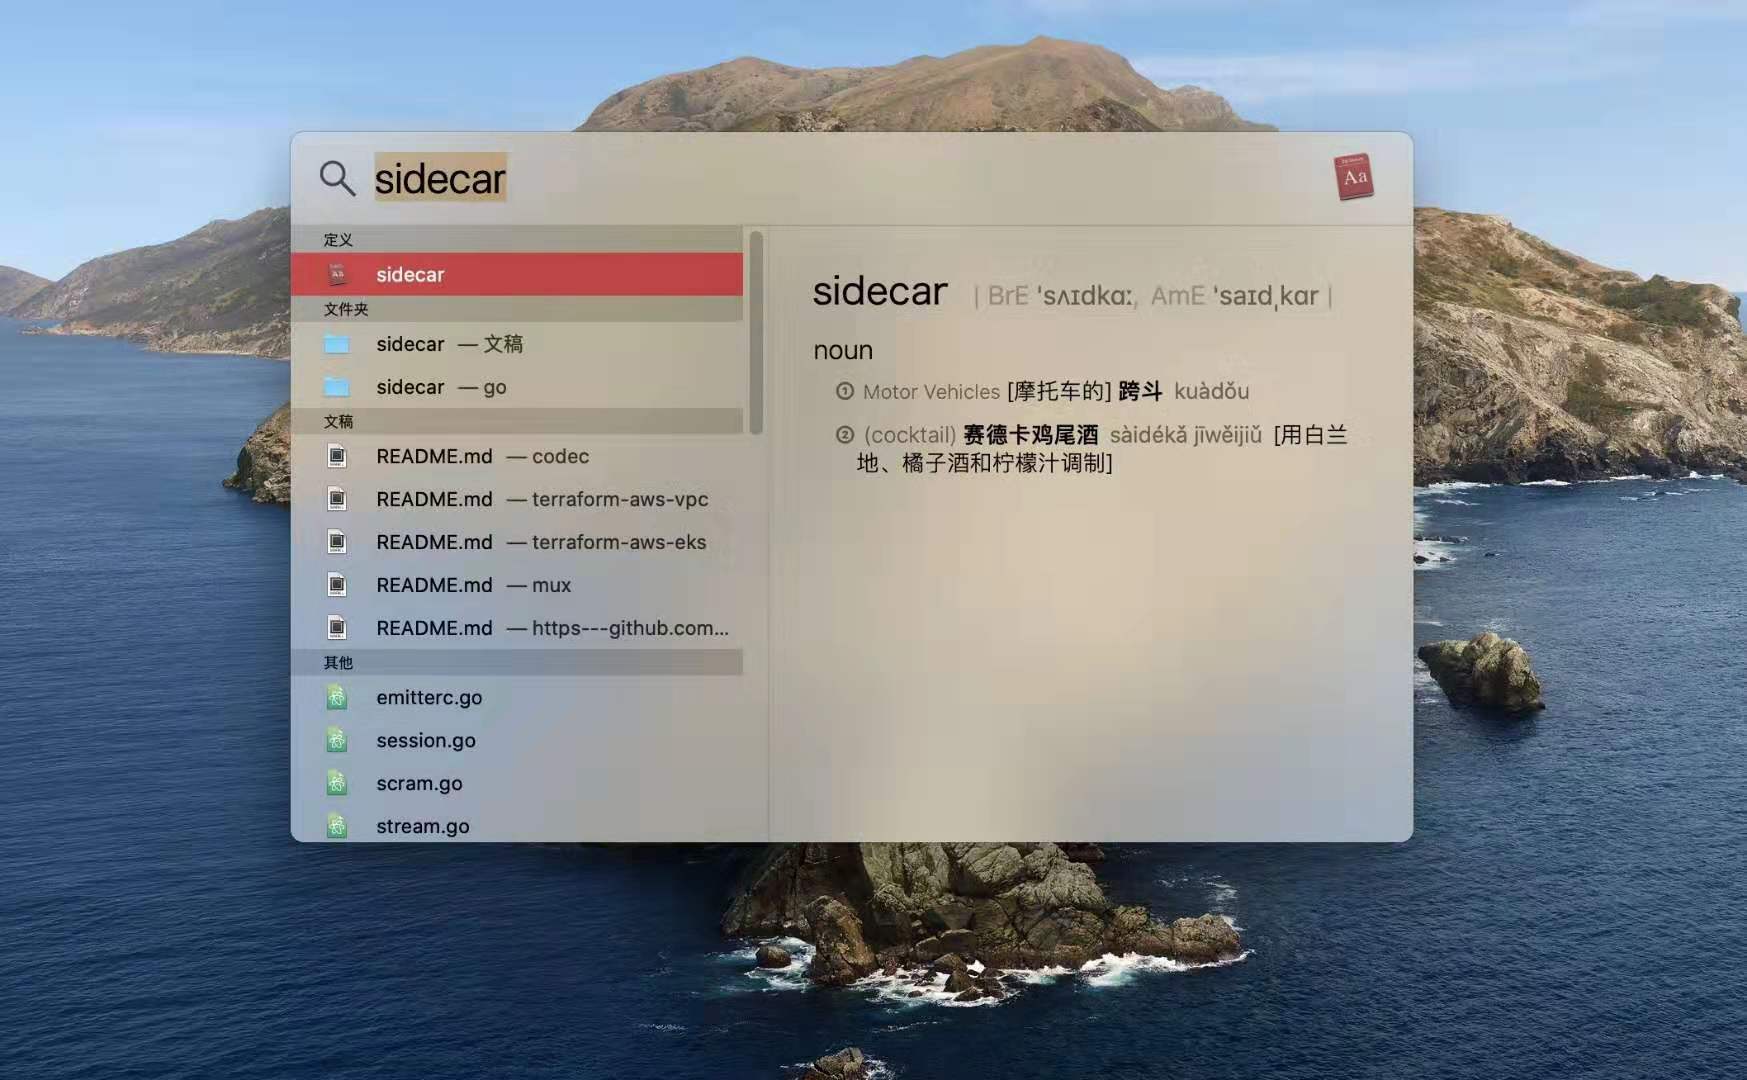 sidecar
定义
sidecar
文件夹
sidecar — 文稿
sidecar — go
文稿
README.md — codec
README.md — terraform-aws-vpc
README.md — terraform-aws-eks
README.md — mux
README.md — https---github.com...
其他
emitterc.go
session.go
scram.go
stream.go
Aa
sidecar | BrE ˈsʌɪdkɑː, AmE ˈsaɪdˌkɑr |
noun
① Motor Vehicles [摩托车的] 跨斗 kuàdǒu
② (cocktail) 赛德卡鸡尾酒 sàidékǎ jīwěijiǔ [用白兰
地、橘子酒和柠檬汁调制]